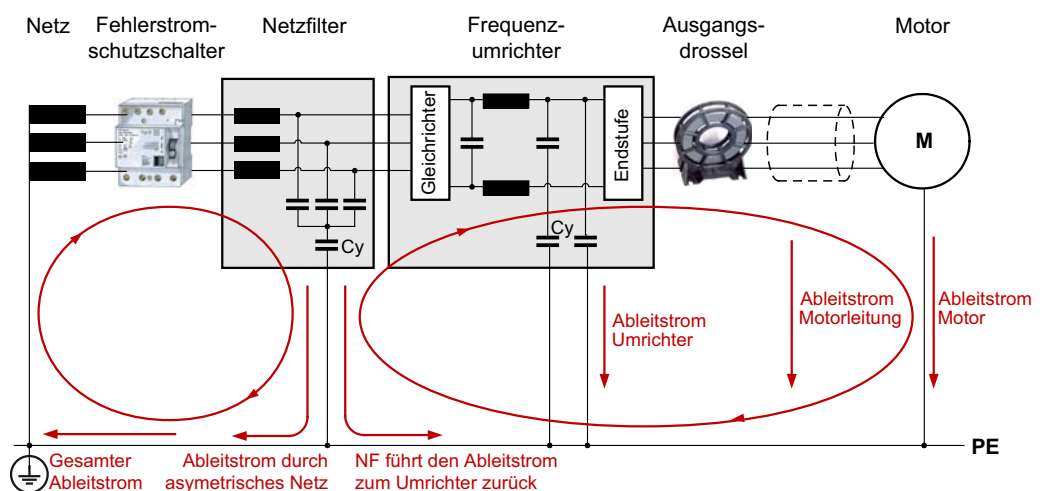 Netz
Fehlerstrom-
schutzschalter
Netzfilter
Frequenz-
umrichter
Ausgangs-
drossel
Motor
Gleichrichter
Endstufe
M
Cy
Cy
Ableitstrom
Umrichter
Ableitstrom
Motorleitung
Ableitstrom
Motor
PE
Gesamter
Ableitstrom
Ableitstrom durch
asymetrisches Netz
NF führt den Ableitstrom
zum Umrichter zurück